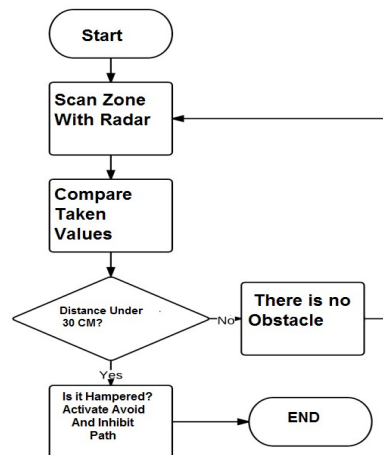 Start
Scan Zone
With Radar
Compare
Taken
Values
Distance Under
30 CM?
No
There is no
Obstacle
Yes
Is it Hampered?
Activate Avoid
And Inhibit
Path
END